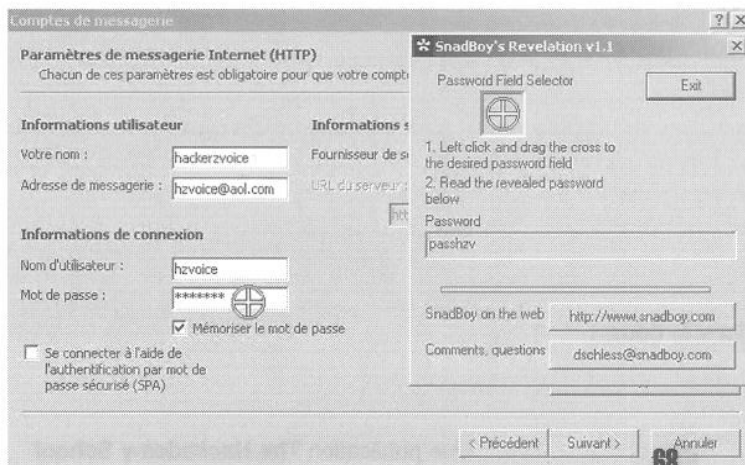 Comptes de messagerie
Paramètres de messagerie Internet (HTTP)
Chacun de ces paramètres est obligatoire pour que votre compt
Informations utilisateur
Votre nom :
hackerzvoice
Adresse de messagerie :
hzvoice@aol.com
Informations s
Fournisseur de s
URL du serveur :
htt
Informations de connexion
Nom d'utilisateur :
hzvoice
Mot de passe :
*******
Mémoriser le mot de passe
Se connecter à l'aide de
l'authentification par mot de
passe sécurisé (SPA)
SnadBoy's Revelation v1.1
Password Field Selector
Exit
1. Left click and drag the cross to
the desired password field
2. Read the revealed password
below
Password
passhzv
SnadBoy on the web
http://www.snadboy.com
Comments, questions
dschless@snadboy.com
< Précédent
Suivant >
Annuler
68